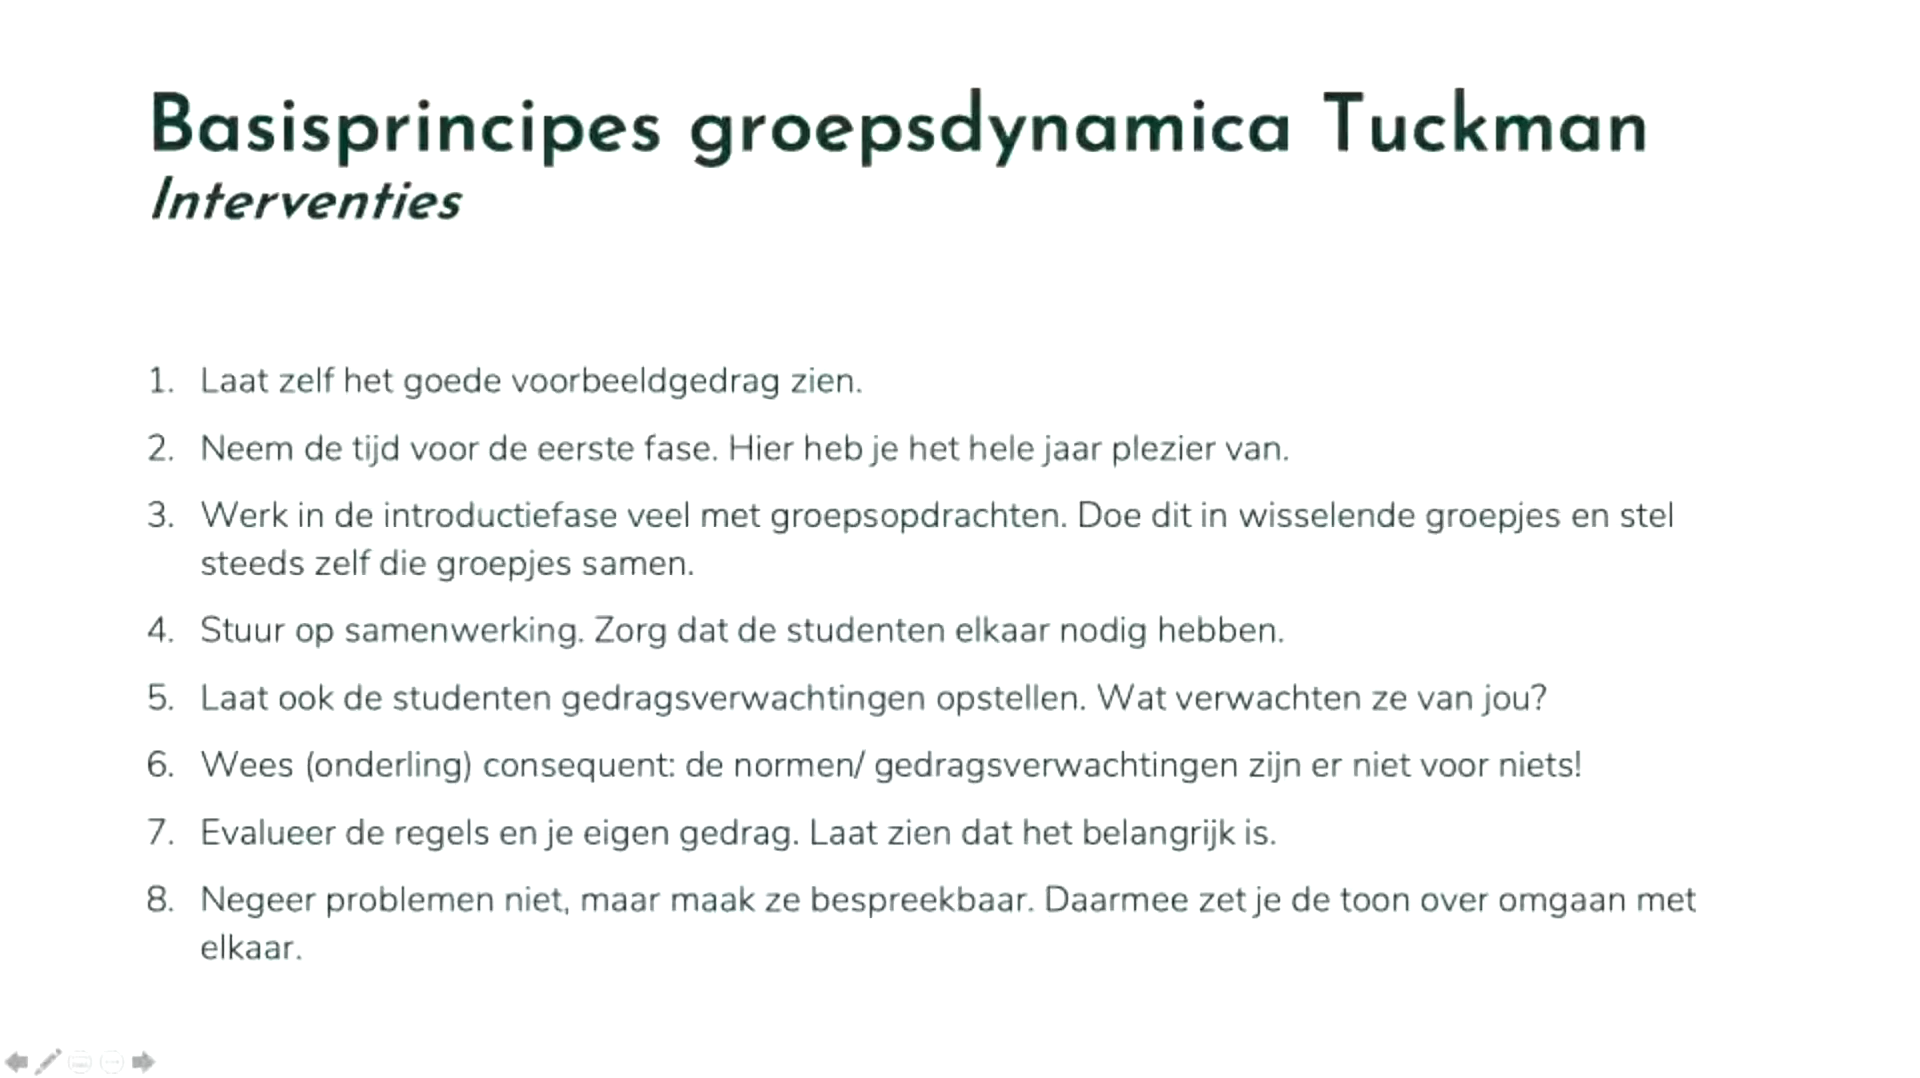 Basisprincipes groepsdynamica Tuckman
Interventies
1. Laat zelf het goede voorbeeldgedrag zien.
2. Neem de tijd voor de eerste fase. Hier heb je het hele jaar plezier van.
3. Werk in de introductiefase veel met groepsopdrachten. Doe dit in wisselende groepjes en stel
steeds zelf die groepjes samen.
4. Stuur op samenwerking. Zorg dat de studenten elkaar nodig hebben.
5. Laat ook de studenten gedragsverwachtingen opstellen. Wat verwachten ze van jou?
6. Wees (onderling) consequent: de normen/ gedragsverwachtingen zijn er niet voor niets!
7. Evalueer de regels en je eigen gedrag. Laat zien dat het belangrijk is.
8. Negeer problemen niet, maar maak ze bespreekbaar. Daarmee zet je de toon over omgaan met
elkaar.